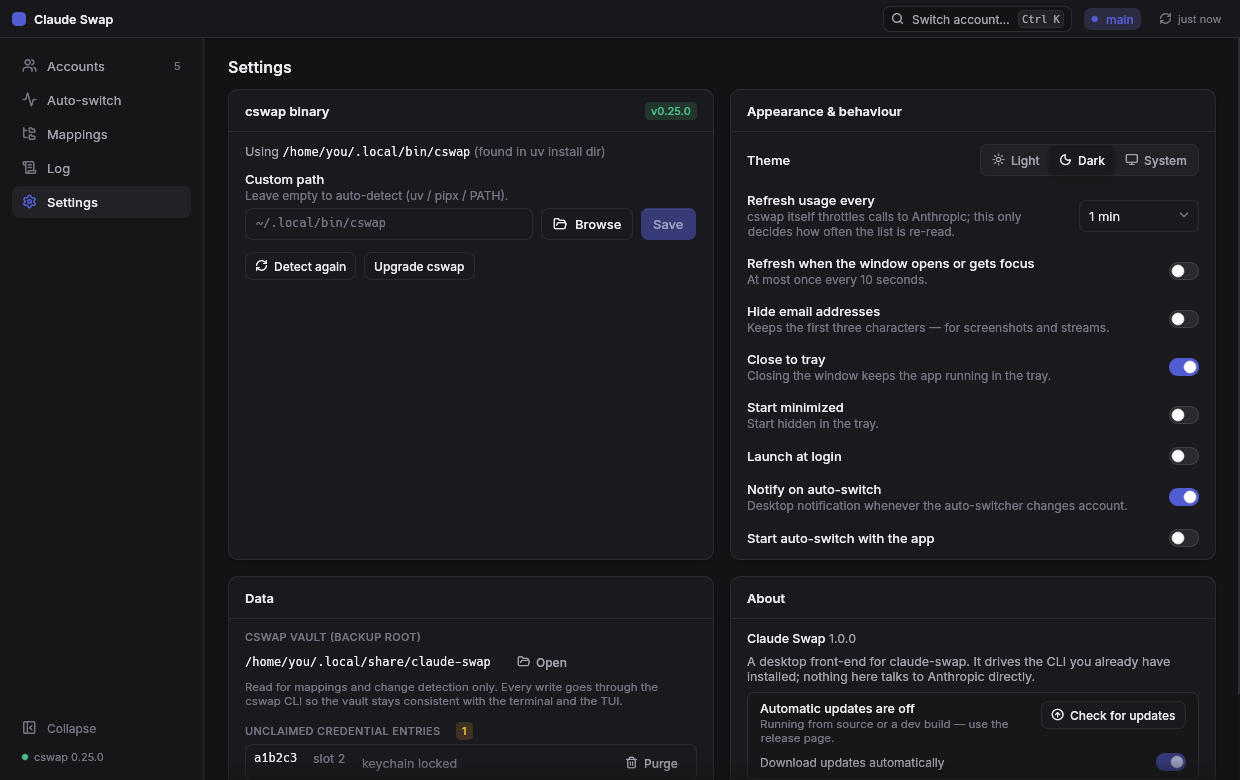 Claude Swap
Switch account... Ctrl K
main
just now
Accounts 5
Auto-switch
Mappings
Log
Settings
Collapse
cswap 0.25.0
Settings
cswap binary v0.25.0
Using /home/you/.local/bin/cswap (found in uv install dir)
Custom path
Leave empty to auto-detect (uv / pipx / PATH).
~/.local/bin/cswap Browse Save
Detect again Upgrade cswap
Appearance & behaviour
Theme Light Dark System
Refresh usage every
cswap itself throttles calls to Anthropic; this only
decides how often the list is re-read.
1 min
Refresh when the window opens or gets focus
At most once every 10 seconds.
Hide email addresses
Keeps the first three characters — for screenshots and streams.
Close to tray
Closing the window keeps the app running in the tray.
Start minimized
Start hidden in the tray.
Launch at login
Notify on auto-switch
Desktop notification whenever the auto-switcher changes account.
Start auto-switch with the app
Data
CSWAP VAULT (BACKUP ROOT)
/home/you/.local/share/claude-swap Open
Read for mappings and change detection only. Every write goes through the
cswap CLI so the vault stays consistent with the terminal and the TUI.
UNCLAIMED CREDENTIAL ENTRIES 1
a1b2c3 slot 2 keychain locked Purge
About
Claude Swap 1.0.0
A desktop front-end for claude-swap. It drives the CLI you already have
installed; nothing here talks to Anthropic directly.
Automatic updates are off
Running from source or a dev build — use the
release page.
Check for updates
Download updates automatically